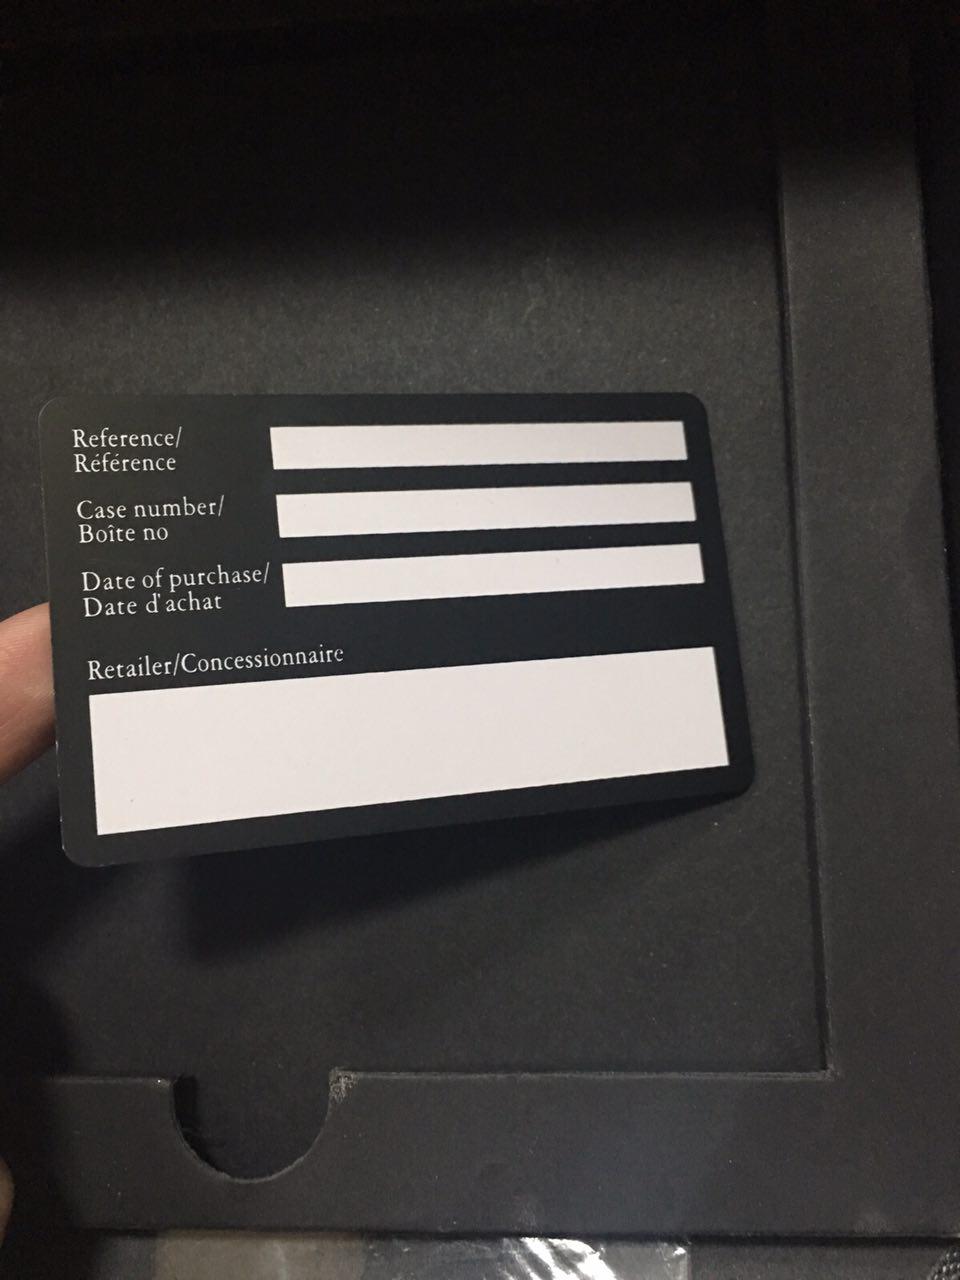 Reference/
Référence
Case number/
Boîte no
Date of purchase/
Date d'achat
Retailer/Concessionnaire